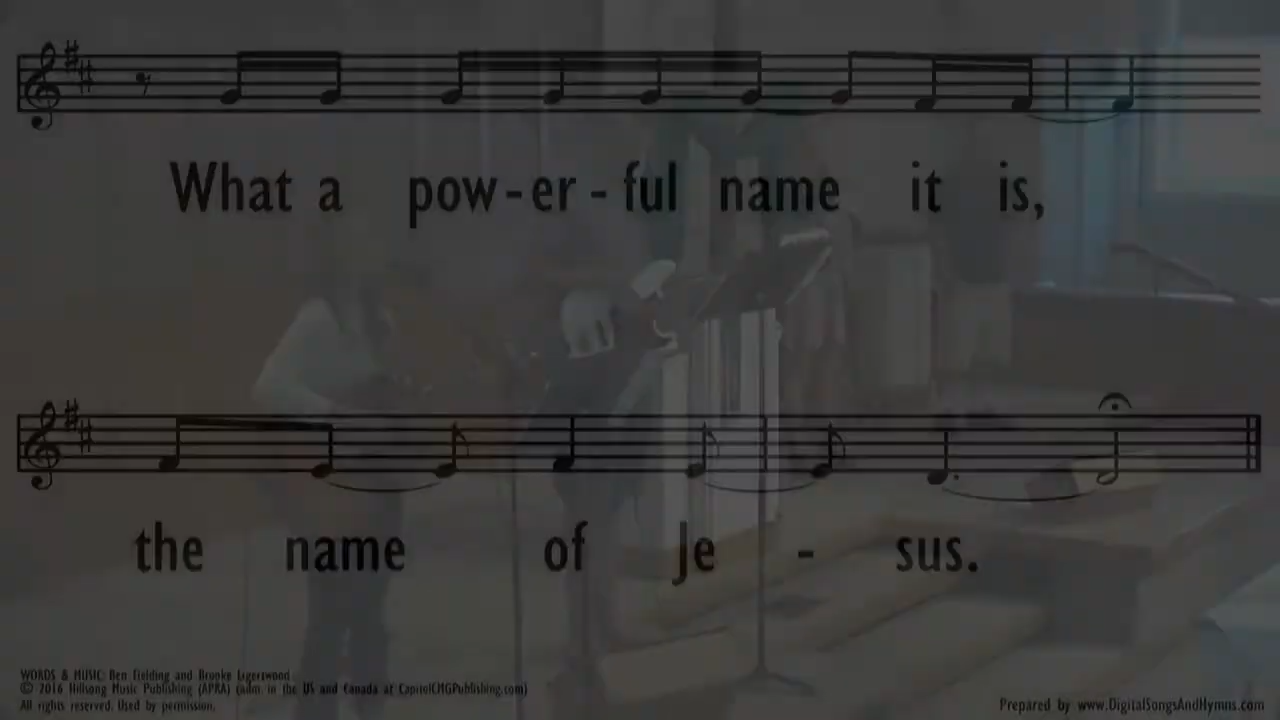 What a pow-er-ful name it is,
the name of Je - sus.
WORDS & MUSIC: Ben Fielding and Brooke Ligertwood
© 2016 Hillsong Music Publishing (APRA) (adm. in the US and Canada at CapitolCMGPublishing.com)
All rights reserved. Used by permission.
Prepared by www.DigitalSongsAndHymns.com